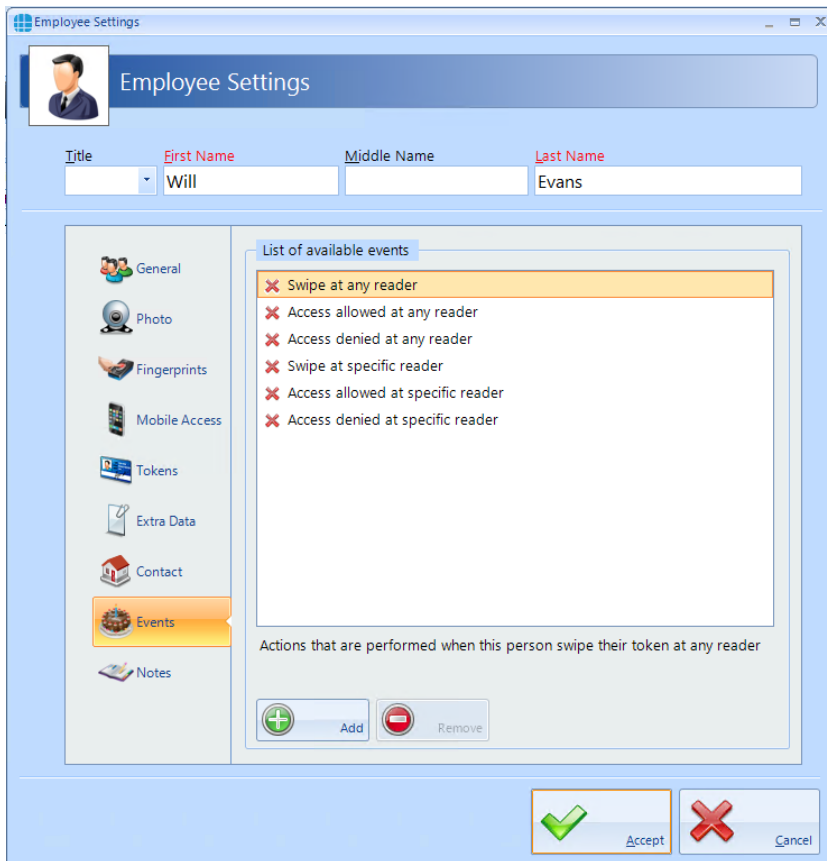 Employee Settings
Employee Settings
Title First Name Middle Name Last Name
Will Evans
General
Photo
Fingerprints
Mobile Access
Tokens
Extra Data
Contact
Events
Notes
List of available events
Swipe at any reader
Access allowed at any reader
Access denied at any reader
Swipe at specific reader
Access allowed at specific reader
Access denied at specific reader
Actions that are performed when this person swipe their token at any reader
Add Remove
Accept Cancel